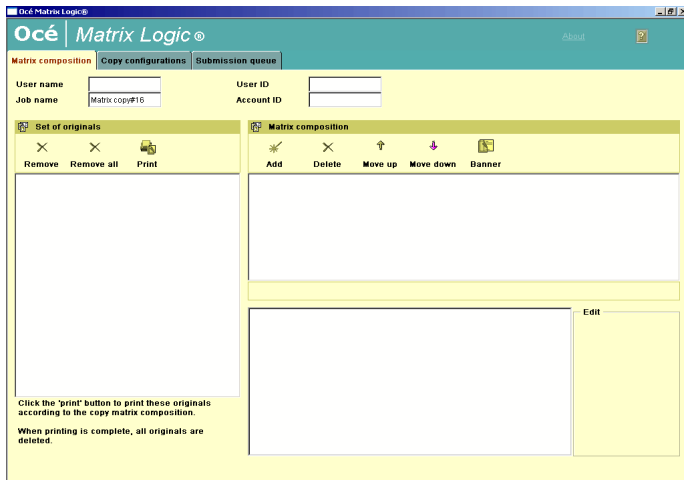 Océ Matrix Logic®
Océ Matrix Logic ®
About
?
Matrix composition Copy configurations Submission queue
User name User ID
Job name Matrix copy#16 Account ID
Set of originals Matrix composition
Remove Remove all Print Add Delete Move up Move down Banner
Edit
Click the 'print' button to print these originals
according to the copy matrix composition.
When printing is complete, all originals are
deleted.